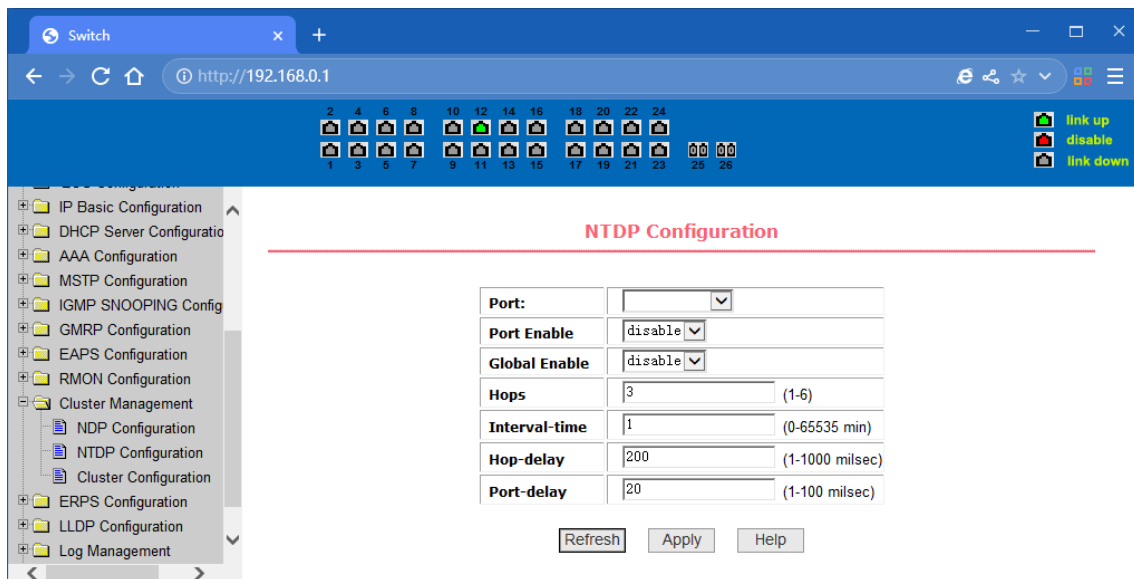 Switch
http://192.168.0.1
2 4 6 8 10 12 14 16 18 20 22 24
1 3 5 7 9 11 13 15 17 19 21 23 25 26
link up
disable
link down
IP Basic Configuration
DHCP Server Configuratio
AAA Configuration
MSTP Configuration
IGMP SNOOPING Config
GMRP Configuration
EAPS Configuration
RMON Configuration
Cluster Management
NDP Configuration
NTDP Configuration
Cluster Configuration
ERPS Configuration
LLDP Configuration
Log Management
NTDP Configuration
Port:
Port Enable disable
Global Enable disable
Hops 3 (1-6)
Interval-time 1 (0-65535 min)
Hop-delay 200 (1-1000 milsec)
Port-delay 20 (1-100 milsec)
Refresh Apply Help